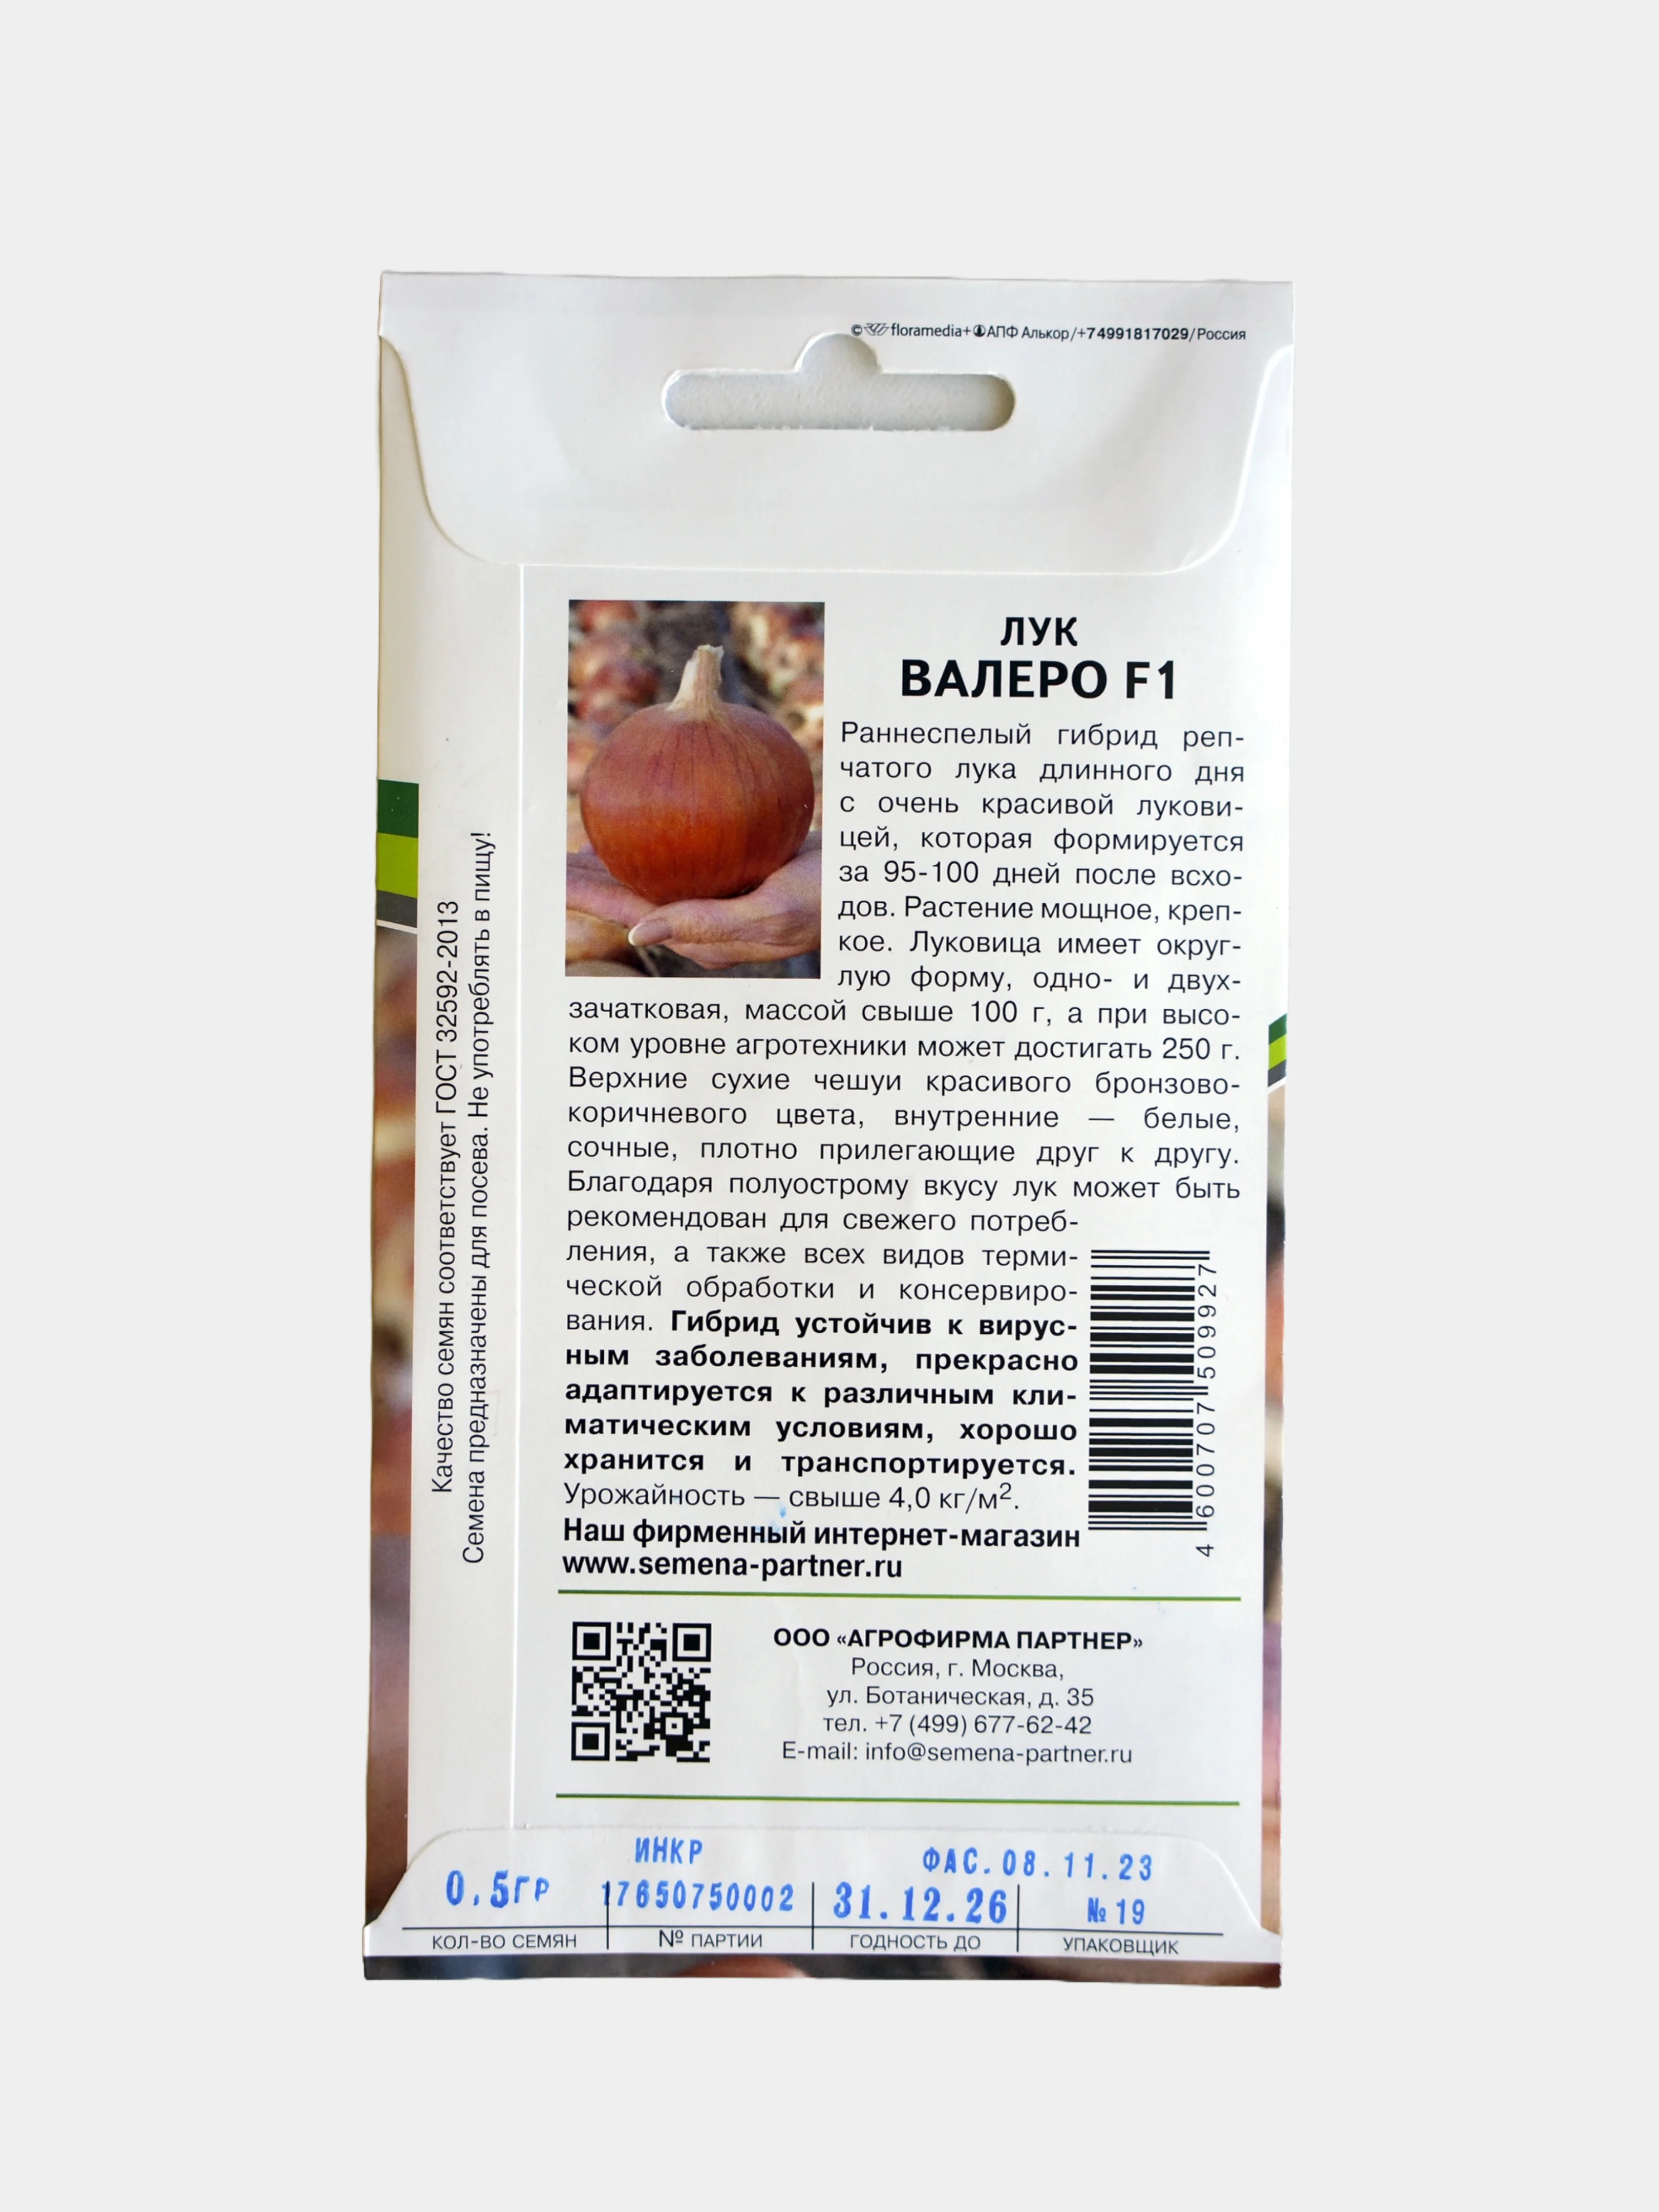 © floramedia+ АПФ Алькор/+74991817029/Россия
ЛУК
ВАЛЕРО F1
Раннеспелый гибрид реп-
чатого лука длинного дня
с очень красивой лукови-
цей, которая формируется
за 95-100 дней после всхо-
дов. Растение мощное, креп-
кое. Луковица имеет округ-
лую форму, одно- и двух-
зачатковая, массой свыше 100 г, а при высо-
ком уровне агротехники может достигать 250 г.
Верхние сухие чешуи красивого бронзово-
коричневого цвета, внутренние — белые,
сочные, плотно прилегающие друг к другу.
Благодаря полуострому вкусу лук может быть
рекомендован для свежего потреб-
ления, а также всех видов терми-
ческой обработки и консервиро-
вания. Гибрид устойчив к вирус-
ным заболеваниям, прекрасно
адаптируется к различным кли-
матическим условиям, хорошо
хранится и транспортируется.
Урожайность — свыше 4,0 кг/м².
Наш фирменный интернет-магазин
www.semena-partner.ru
4 600707 509927
Качество семян соответствует ГОСТ 32592-2013
Семена предназначены для посева. Не употреблять в пищу!
ООО «АГРОФИРМА ПАРТНЕР»
Россия, г. Москва,
ул. Ботаническая, д. 35
тел. +7 (499) 677-62-42
E-mail: info@semena-partner.ru
ИНКР ФАС. 08.11.23
0,5ГР 17650750002 31.12.26 №19
КОЛ-ВО СЕМЯН № ПАРТИИ ГОДНОСТЬ ДО УПАКОВЩИК